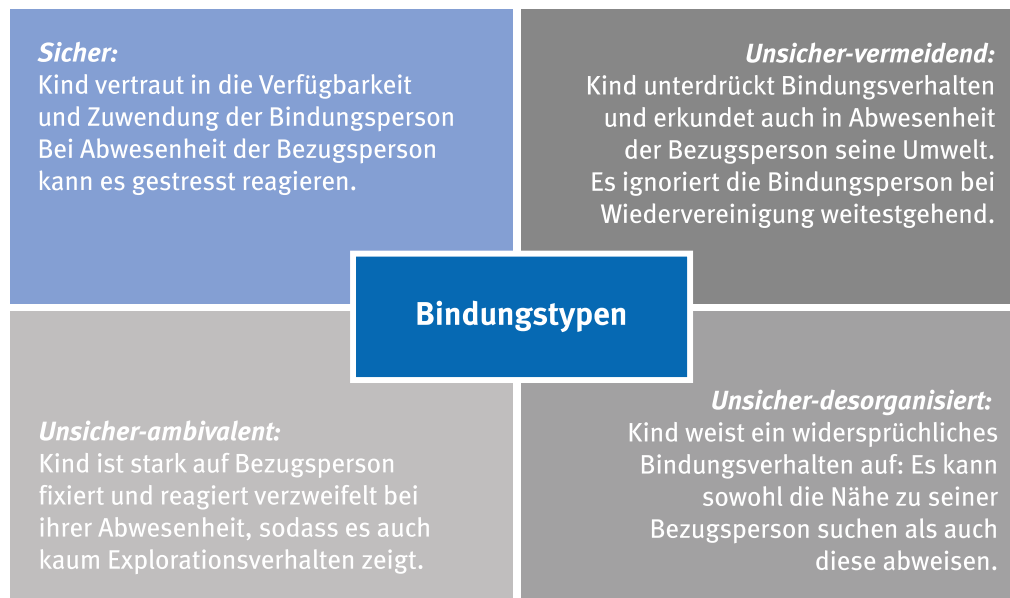 Sicher:
Kind vertraut in die Verfügbarkeit
und Zuwendung der Bindungsperson
Bei Abwesenheit der Bezugsperson
kann es gestresst reagieren.
Unsicher-vermeidend:
Kind unterdrückt Bindungsverhalten
und erkundet auch in Abwesenheit
der Bezugsperson seine Umwelt.
Es ignoriert die Bindungsperson bei
Wiedervereinigung weitestgehend.
Bindungstypen
Unsicher-ambivalent:
Kind ist stark auf Bezugsperson
fixiert und reagiert verzweifelt bei
ihrer Abwesenheit, sodass es auch
kaum Explorationsverhalten zeigt.
Unsicher-desorganisiert:
Kind weist ein widersprüchliches
Bindungsverhalten auf: Es kann
sowohl die Nähe zu seiner
Bezugsperson suchen als auch
diese abweisen.